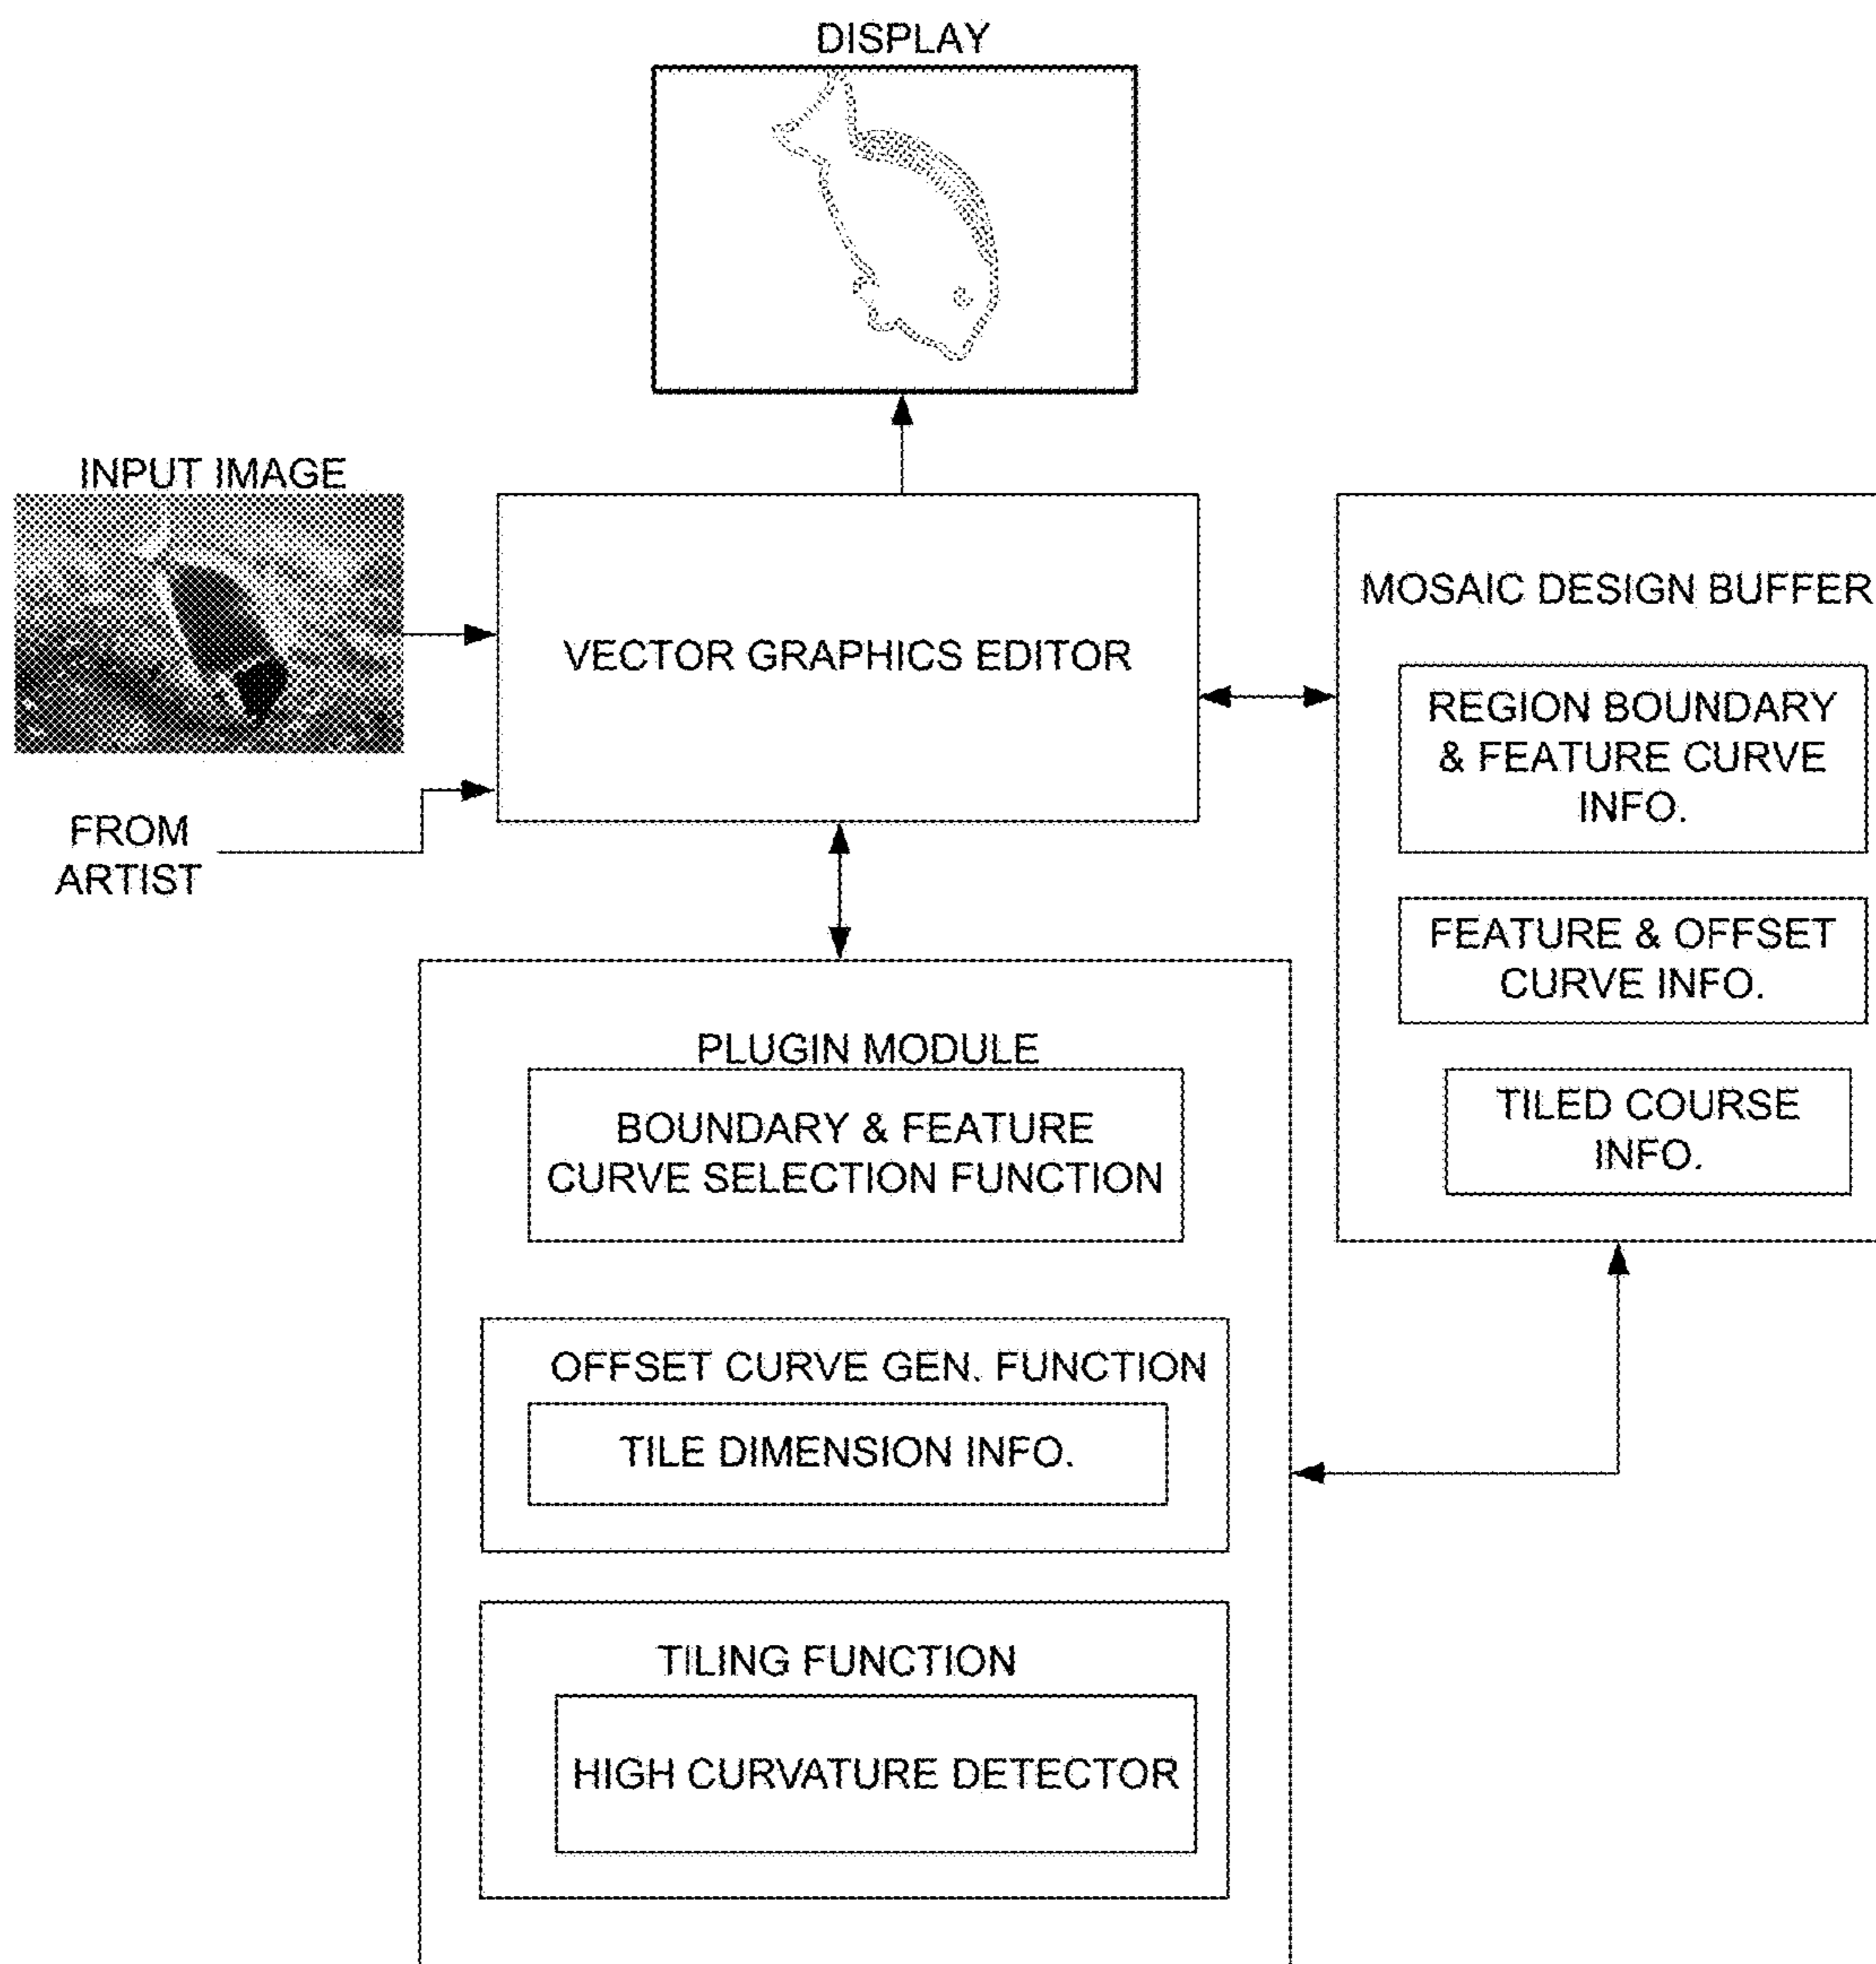 DISPLAY
INPUT IMAGE
FROM
ARTIST
VECTOR GRAPHICS EDITOR
MOSAIC DESIGN BUFFER
REGION BOUNDARY
& FEATURE CURVE
INFO.
FEATURE & OFFSET
CURVE INFO.
TILED COURSE
INFO.
PLUGIN MODULE
BOUNDARY & FEATURE
CURVE SELECTION FUNCTION
OFFSET CURVE GEN. FUNCTION
TILE DIMENSION INFO.
TILING FUNCTION
HIGH CURVATURE DETECTOR